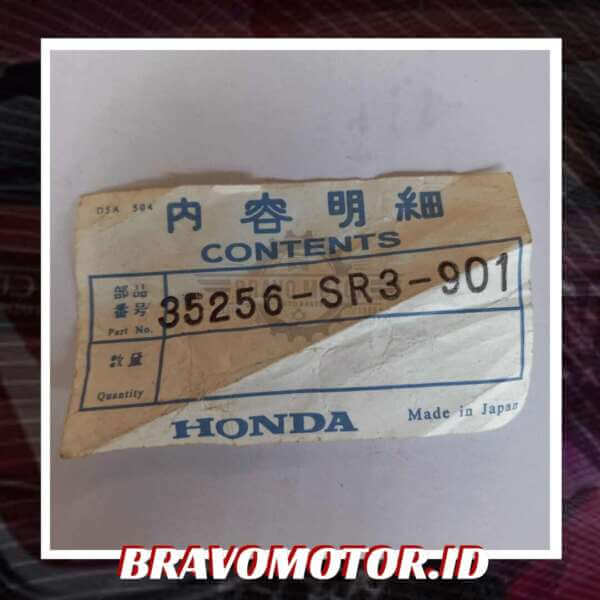 DSA 504
内容明細
CONTENTS
部品
番号
Part No.
35256-SR3-901
数量
Quantity
HONDA
Made in Japan
BRAVOMOTOR.ID